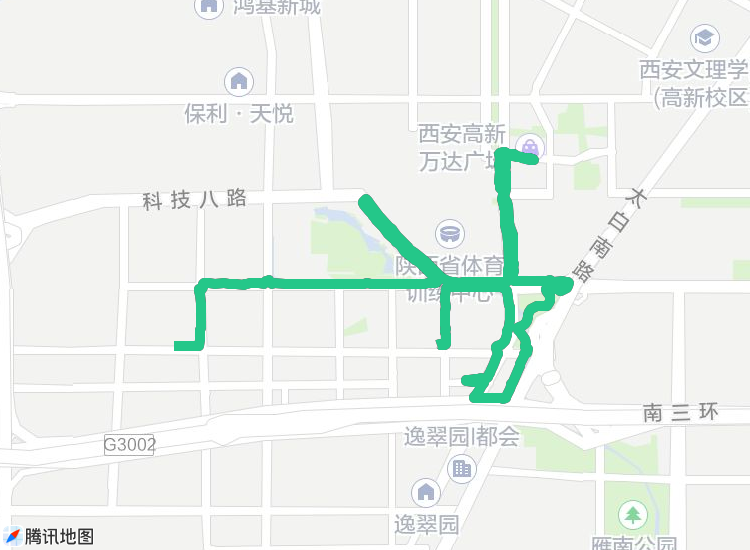 鸿基新城
西安文理学
(高新校区
保利·天悦
西安高新
万达广场
科技八路
太白南路
陕西省体育
训练中心
南三环
G3002
逸翠园I都会
逸翠园
雁南公园
腾讯地图